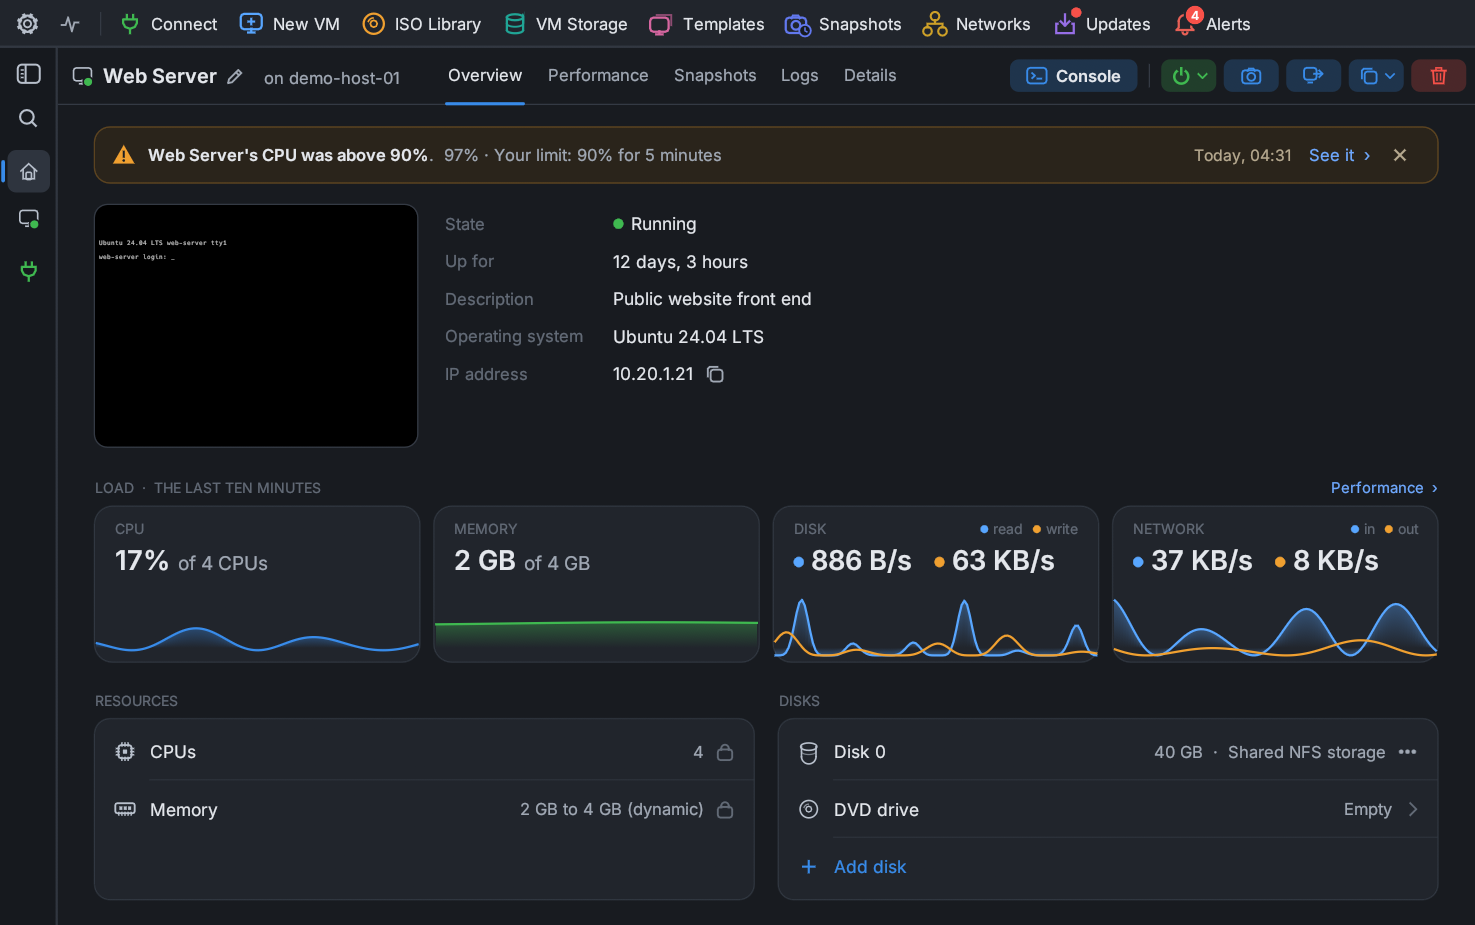 Connect New VM ISO Library VM Storage Templates Snapshots Networks Updates 4 Alerts
Web Server on demo-host-01 Overview Performance Snapshots Logs Details Console
Web Server's CPU was above 90%. 97% · Your limit: 90% for 5 minutes Today, 04:31 See it ›
Ubuntu 24.04 LTS web-server tty1
web-server login: _
State Running
Up for 12 days, 3 hours
Description Public website front end
Operating system Ubuntu 24.04 LTS
IP address 10.20.1.21
LOAD · THE LAST TEN MINUTES Performance ›
CPU
17% of 4 CPUs
MEMORY
2 GB of 4 GB
DISK read write
886 B/s 63 KB/s
NETWORK in out
37 KB/s 8 KB/s
RESOURCES
CPUs 4
Memory 2 GB to 4 GB (dynamic)
DISKS
Disk 0 40 GB · Shared NFS storage
DVD drive Empty
Add disk